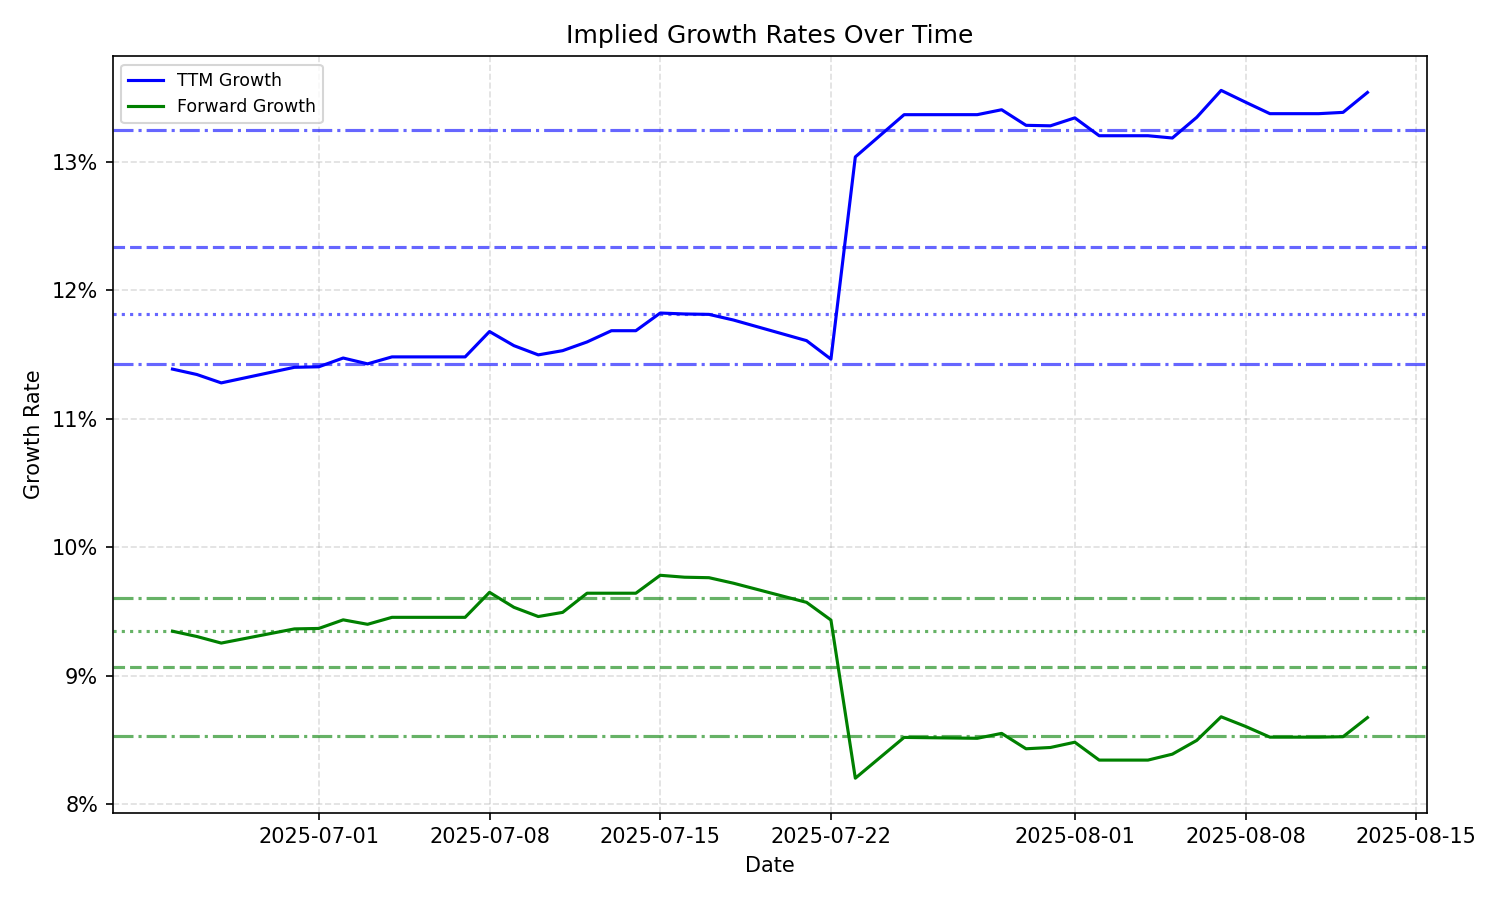 Implied Growth Rates Over Time
TTM Growth
Forward Growth
13%
12%
11%
10%
9%
8%
Growth Rate
2025-07-01 2025-07-08 2025-07-15 2025-07-22 2025-08-01 2025-08-08 2025-08-15
Date